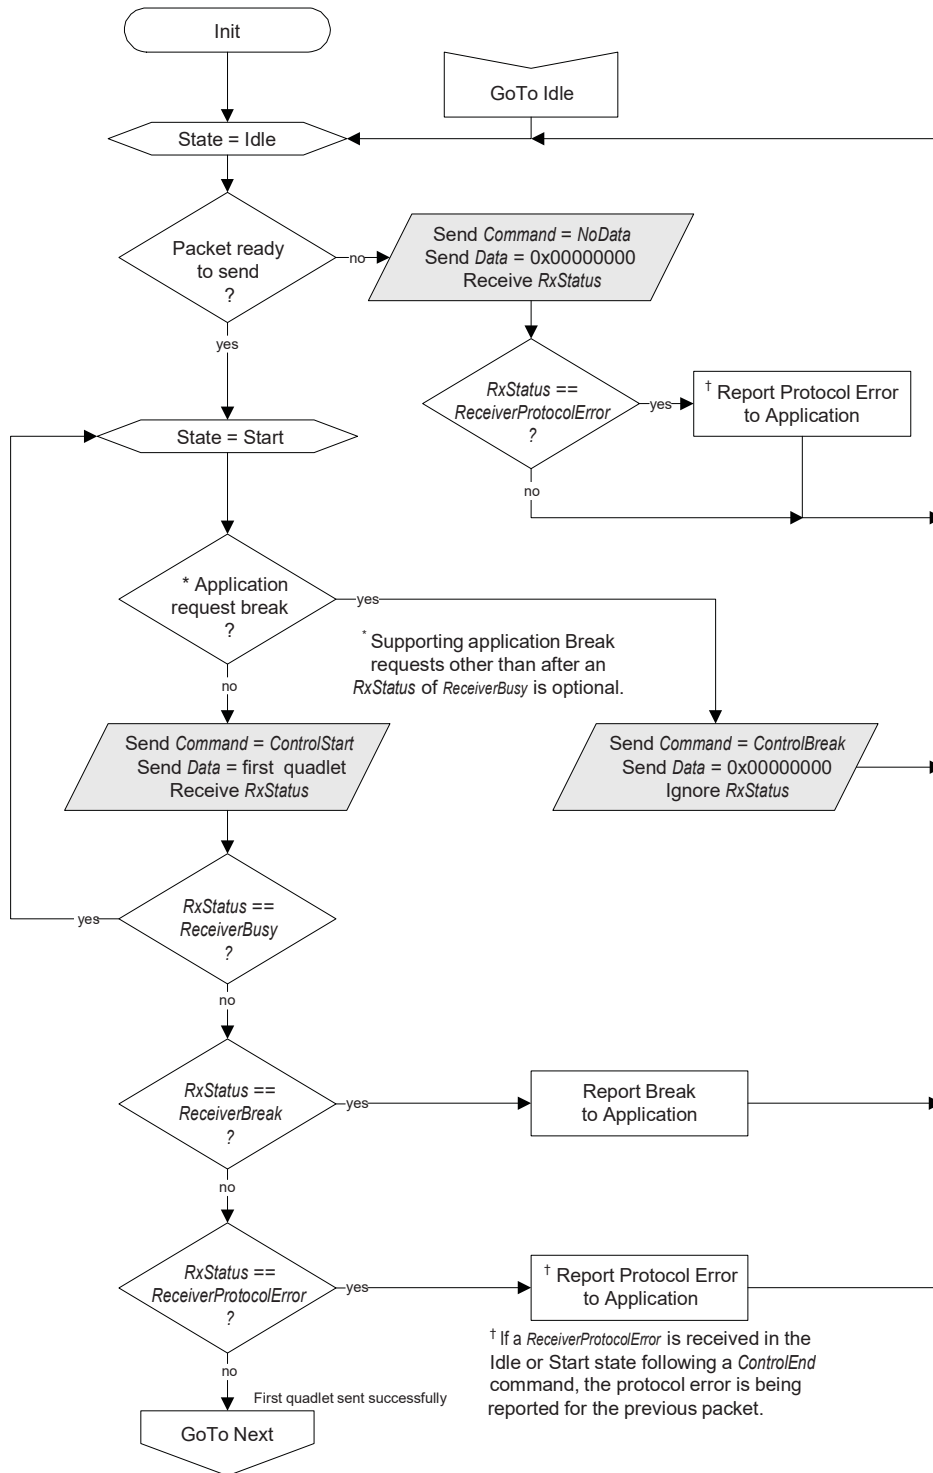 Init
GoTo Idle
State = Idle
Packet ready
to send
?
no
Send Command = NoData
Send Data = 0x00000000
Receive RxStatus
yes
RxStatus ==
ReceiverProtocolError
?
yes
† Report Protocol Error
to Application
no
State = Start
* Application
request break
?
yes
* Supporting application Break
requests other than after an
RxStatus of ReceiverBusy is optional.
no
Send Command = ControlStart
Send Data = first quadlet
Receive RxStatus
Send Command = ControlBreak
Send Data = 0x00000000
Ignore RxStatus
RxStatus ==
ReceiverBusy
?
yes
no
RxStatus ==
ReceiverBreak
?
yes
Report Break
to Application
no
RxStatus ==
ReceiverProtocolError
?
yes
† Report Protocol Error
to Application
† If a ReceiverProtocolError is received in the
Idle or Start state following a ControlEnd
command, the protocol error is being
reported for the previous packet.
no
First quadlet sent successfully
GoTo Next